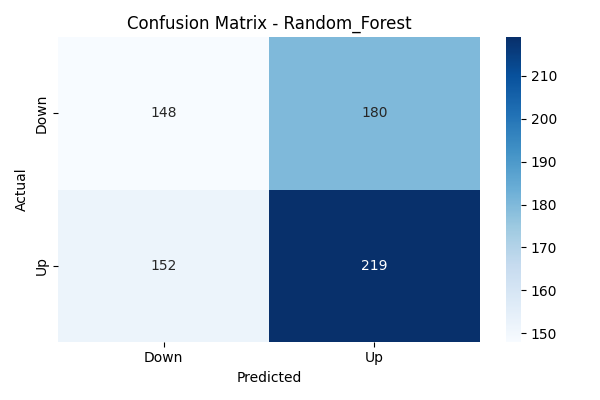 Confusion Matrix - Random_Forest
Actual
Down
148
180
Up
152
219
Down
Up
Predicted
210
200
190
180
170
160
150